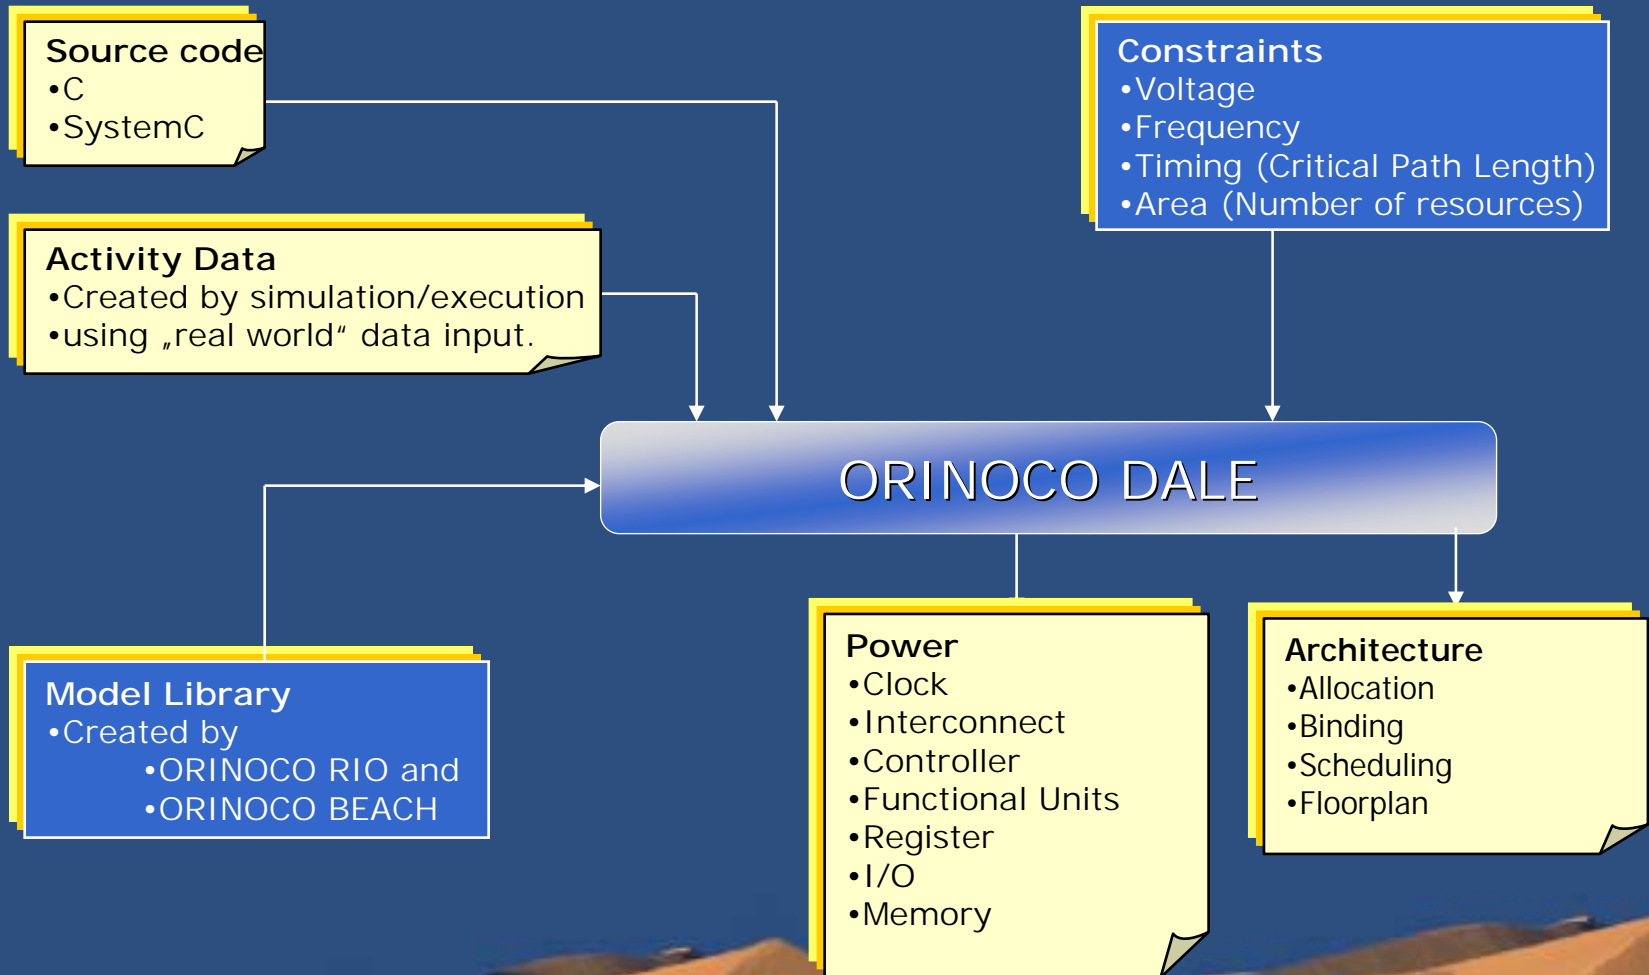 Source code
•C
•SystemC
Constraints
•Voltage
•Frequency
•Timing (Critical Path Length)
•Area (Number of resources)
Activity Data
•Created by simulation/execution
•using „real world“ data input.
ORINOCO DALE
Model Library
•Created by
•ORINOCO RIO and
•ORINOCO BEACH
Power
•Clock
•Interconnect
•Controller
•Functional Units
•Register
•I/O
•Memory
Architecture
•Allocation
•Binding
•Scheduling
•Floorplan